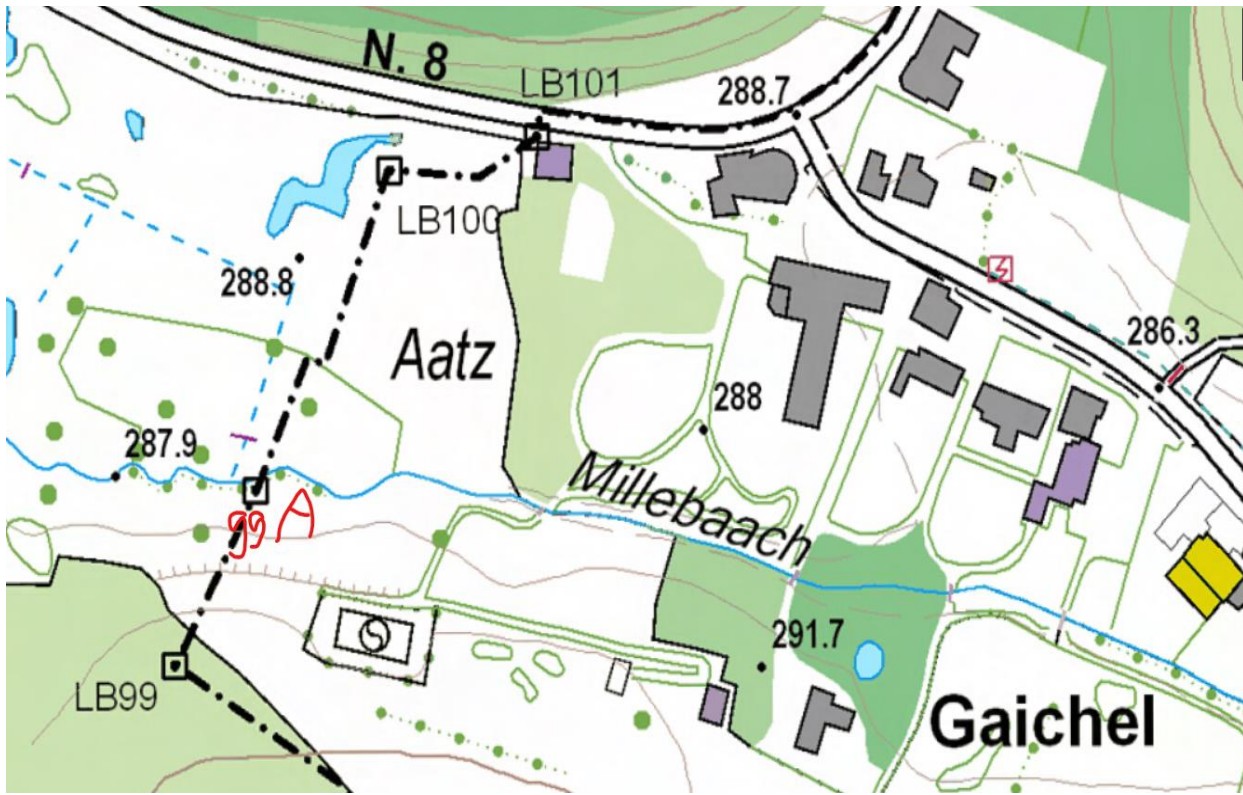 N. 8
LB101
288.7
LB100
288.8
Aatz
286.3
288
287.9
Millebaach
99 A
291.7
LB99
Gaichel